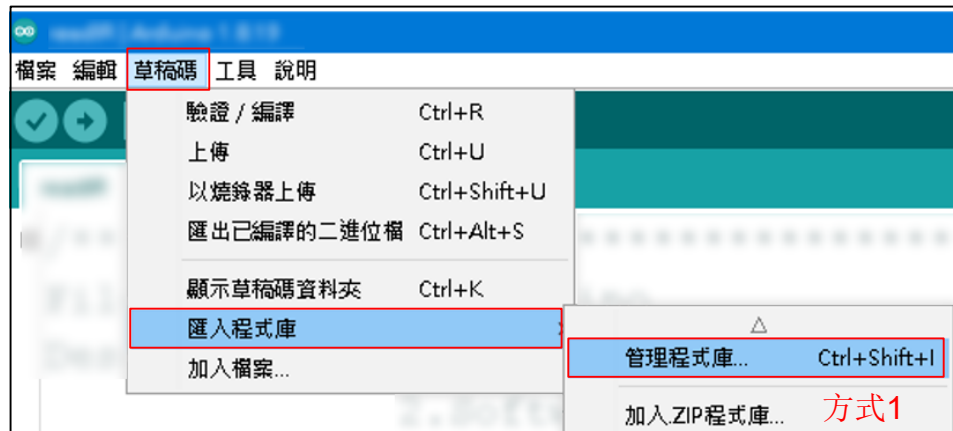 檔案 編輯 草稿碼 工具 說明
驗證 / 編譯 Ctrl+R
上傳 Ctrl+U
以燒錄器上傳 Ctrl+Shift+U
匯出已編譯的二進位檔 Ctrl+Alt+S
顯示草稿碼資料夾 Ctrl+K
匯入程式庫
加入檔案...
管理程式庫... Ctrl+Shift+I
加入.ZIP程式庫... 方式1